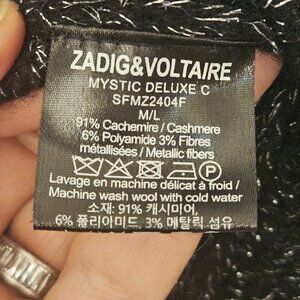 ZADIG&VOLTAIRE
MYSTIC DELUXE C
SFMZ2404F
M/L
91% Cachemire / Cashmere
6% Polyamide 3% Fibres
métallisées / Metallic fibers
Lavage en machine délicat à froid /
Machine wash wool with cold water
소재: 91% 캐시미어,
6% 폴리아미드 3% 메탈릭 섬유